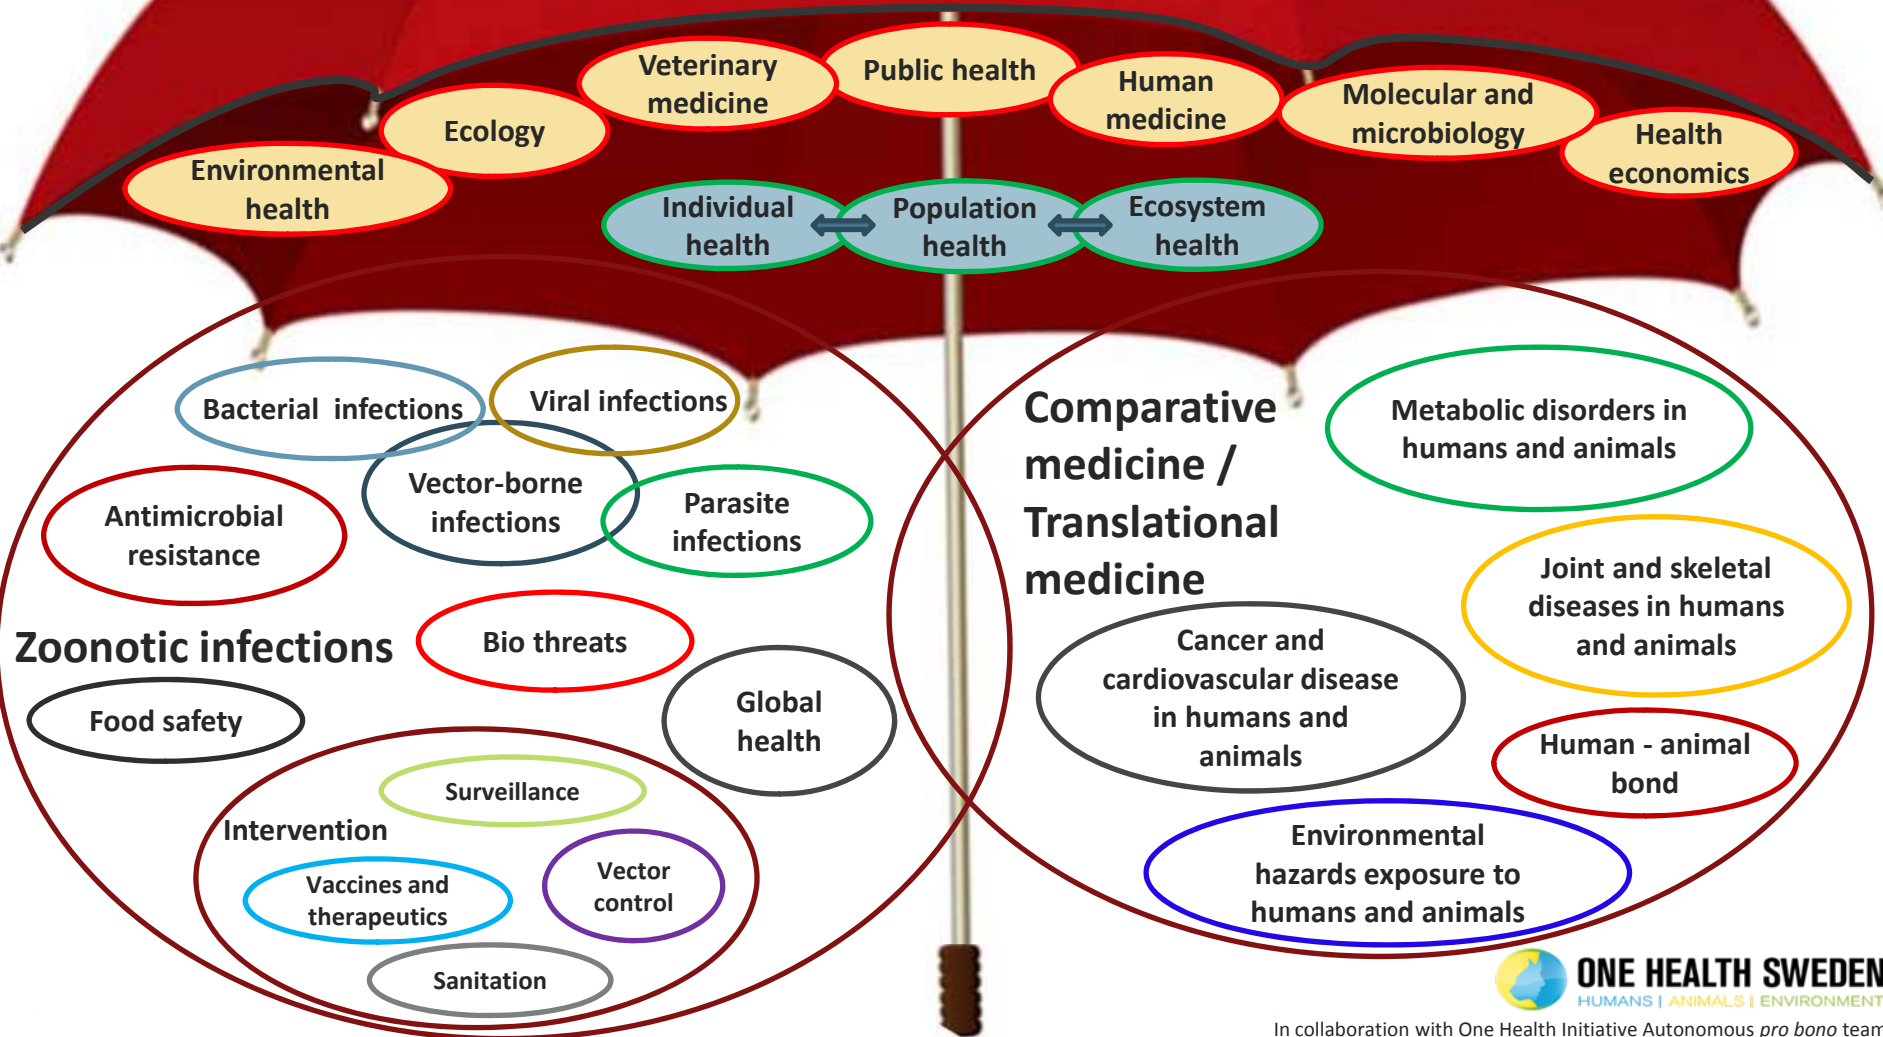 Public health
Veterinary
medicine
Human
medicine
Molecular and
microbiology
Ecology
Health
economics
Environmental
health
Individual
health
Population
health
Ecosystem
health
Bacterial infections
Viral infections
Vector-borne
infections
Parasite
infections
Antimicrobial
resistance
Zoonotic infections
Bio threats
Food safety
Global
health
Intervention
Surveillance
Vaccines and
therapeutics
Vector
control
Sanitation
Comparative
medicine /
Translational
medicine
Metabolic disorders in
humans and animals
Joint and skeletal
diseases in humans
and animals
Cancer and
cardiovascular disease
in humans and
animals
Human - animal
bond
Environmental
hazards exposure to
humans and animals
ONE HEALTH SWEDEN
HUMANS | ANIMALS | ENVIRONMENT
In collaboration with One Health Initiative Autonomous pro bono team